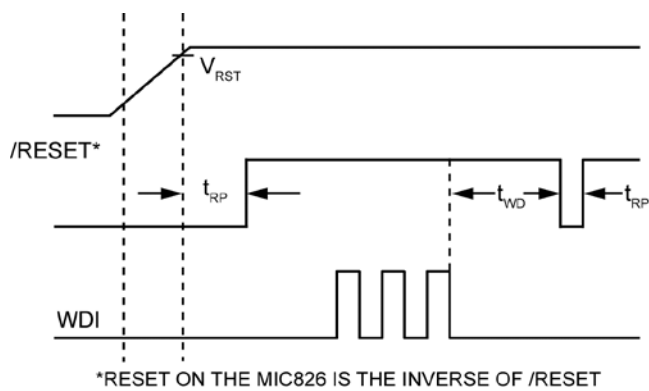 V_RST
/RESET*
t_RP
t_WD
t_RP
WDI
*RESET ON THE MIC826 IS THE INVERSE OF /RESET